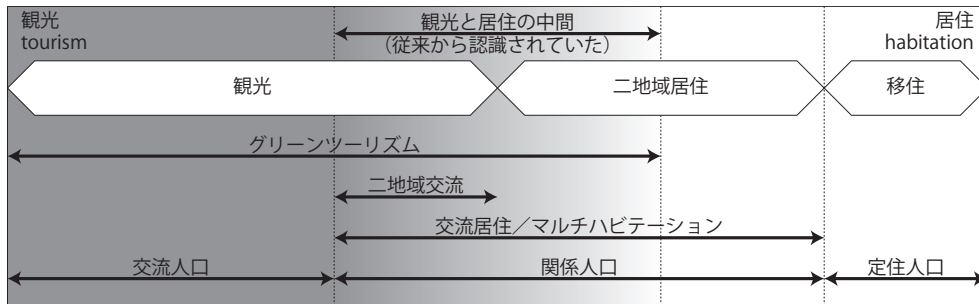 観光
tourism
観光と居住の中間
（従来から認識されていた）
居住
habitation
観光
二地域居住
移住
グリーンツーリズム
二地域交流
交流居住／マルチハビテーション
交流人口
関係人口
定住人口